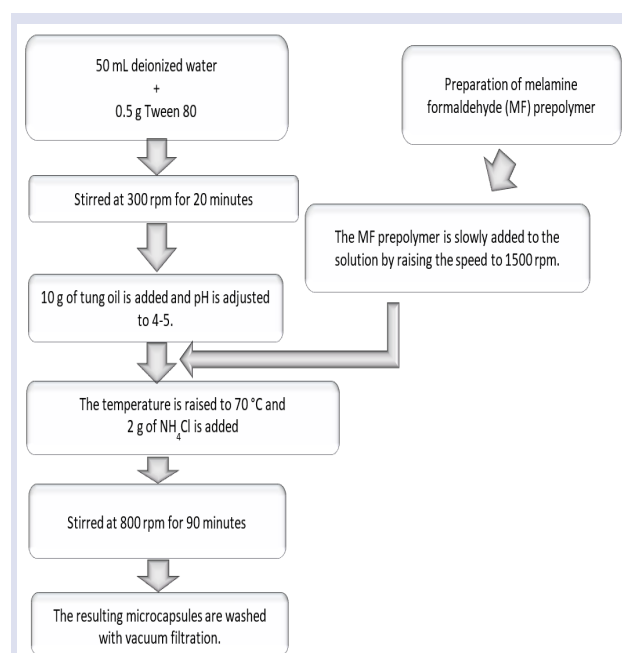 50 mL deionized water
+
0.5 g Tween 80
Stirred at 300 rpm for 20 minutes
10 g of tung oil is added and pH is adjusted
to 4-5.
Preparation of melamine
formaldehyde (MF) prepolymer
The MF prepolymer is slowly added to the
solution by raising the speed to 1500 rpm.
The temperature is raised to 70 °C and
2 g of NH₄Cl is added
Stirred at 800 rpm for 90 minutes
The resulting microcapsules are washed
with vacuum filtration.